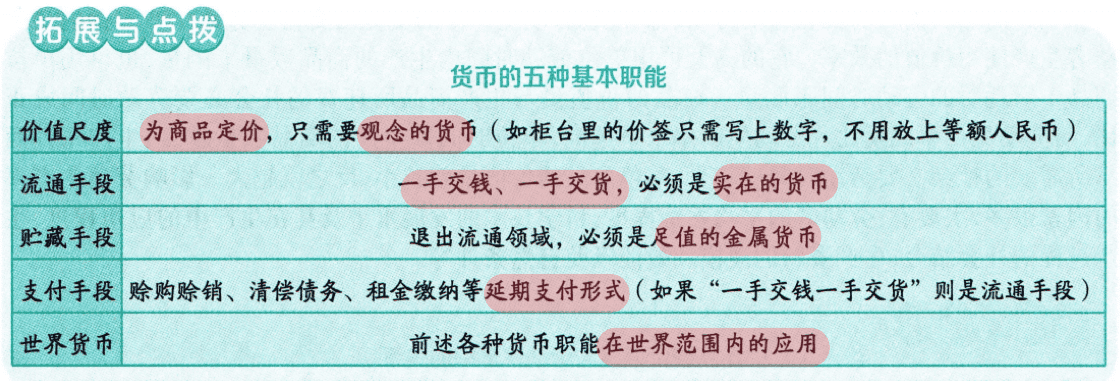 拓展与点拨
货币的五种基本职能
价值尺度 为商品定价，只需要观念的货币（如柜台里的价签只需写上数字，不用放上等额人民币）
流通手段 一手交钱、一手交货，必须是实在的货币
贮藏手段 退出流通领域，必须是足值的金属货币
支付手段 赊购赊销、清偿债务、租金缴纳等延期支付形式（如果“一手交钱一手交货”则是流通手段）
世界货币 前述各种货币职能在世界范围内的应用